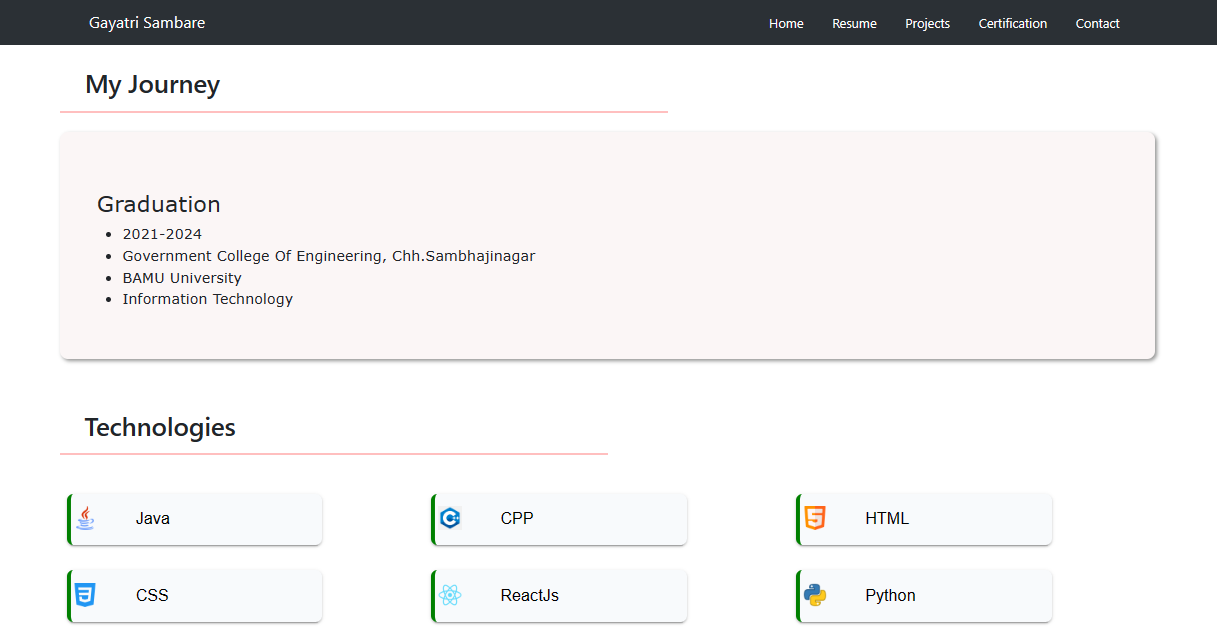 Gayatri Sambare
Home Resume Projects Certification Contact
My Journey
Graduation
2021-2024
Government College Of Engineering, Chh.Sambhajinagar
BAMU University
Information Technology
Technologies
Java
CPP
HTML
CSS
ReactJs
Python